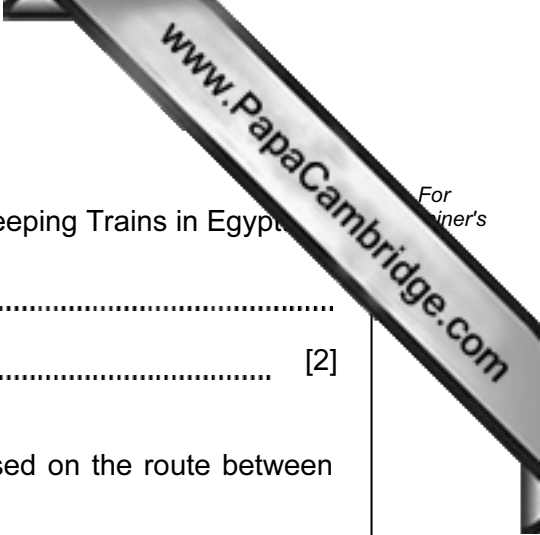 www.PapaCambridge.com
For
iner's
eeping Trains in Egypt
[2]
sed on the route between